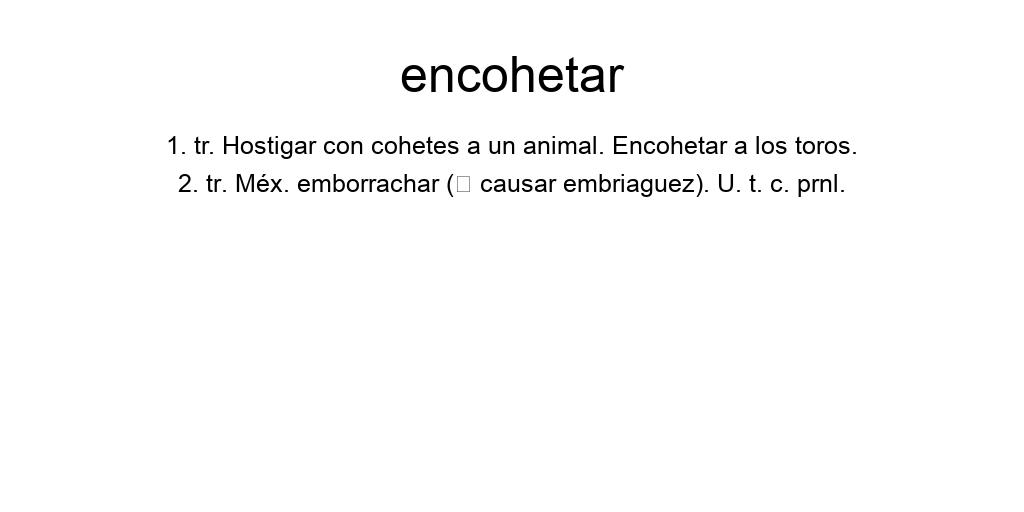 encohetar
1. tr. Hostigar con cohetes a un animal. Encohetar a los toros.
2. tr. Méx. emborrachar (□ causar embriaguez). U. t. c. prnl.